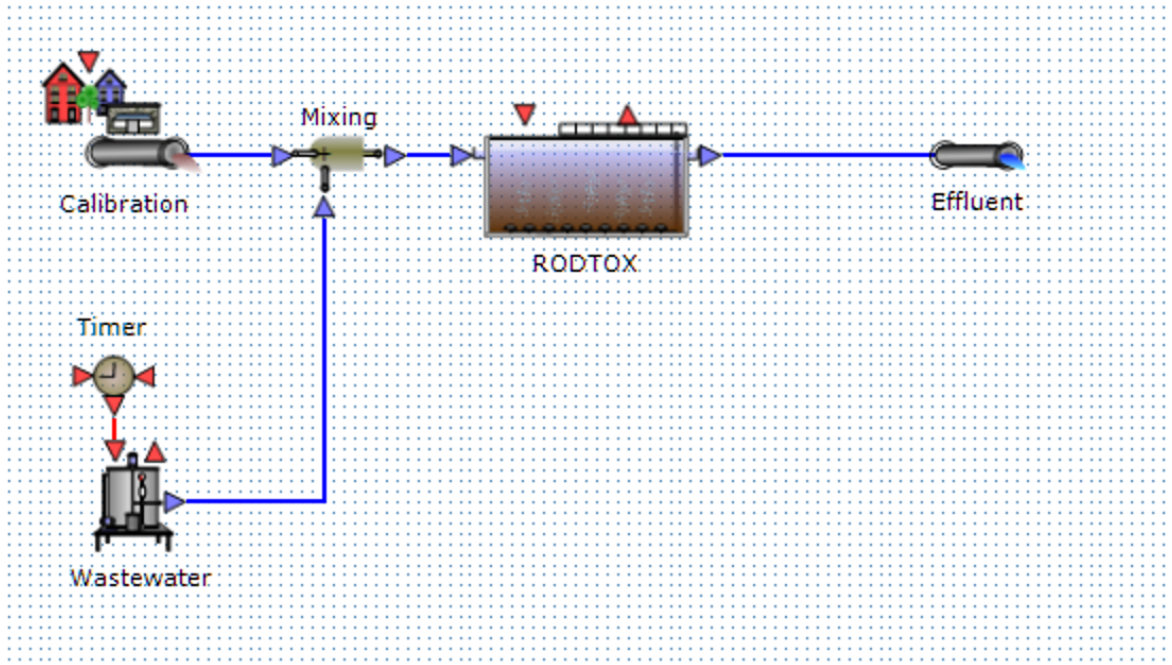 Mixing
Calibration
Effluent
RODTOX
Timer
Wastewater